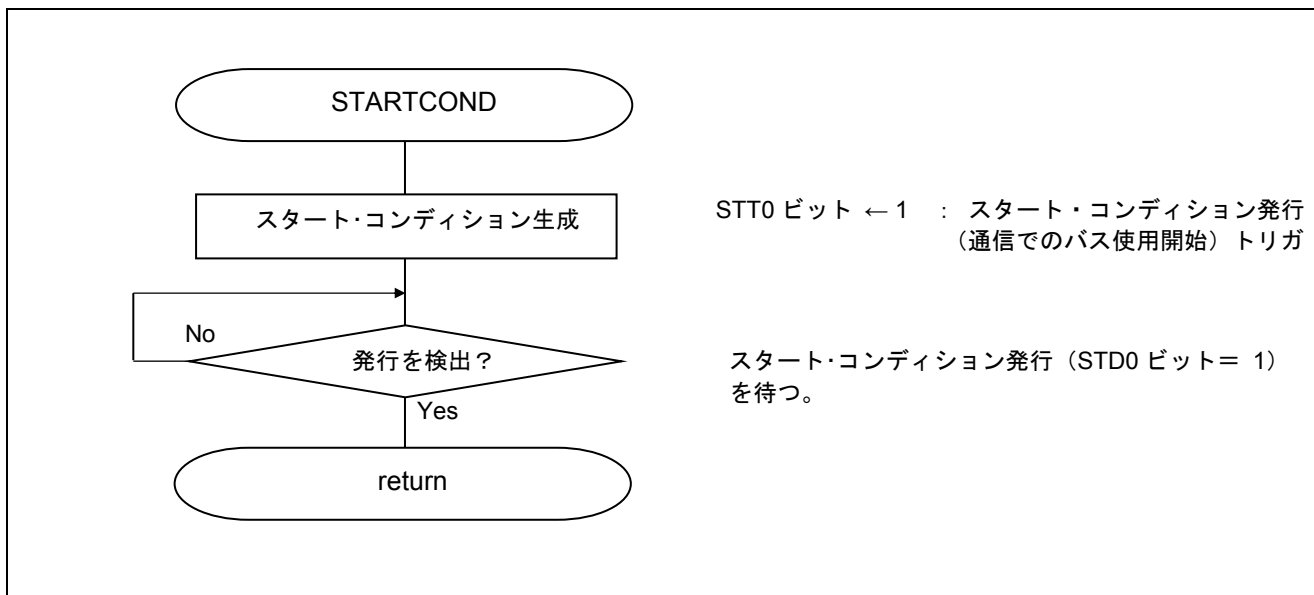 STARTCOND
スタート･コンディション生成
STT0 ビット ← 1 : スタート・コンディション発行
（通信でのバス使用開始）トリガ
No
発行を検出？
スタート･コンディション発行（STD0 ビット＝ 1）
を待つ。
Yes
return